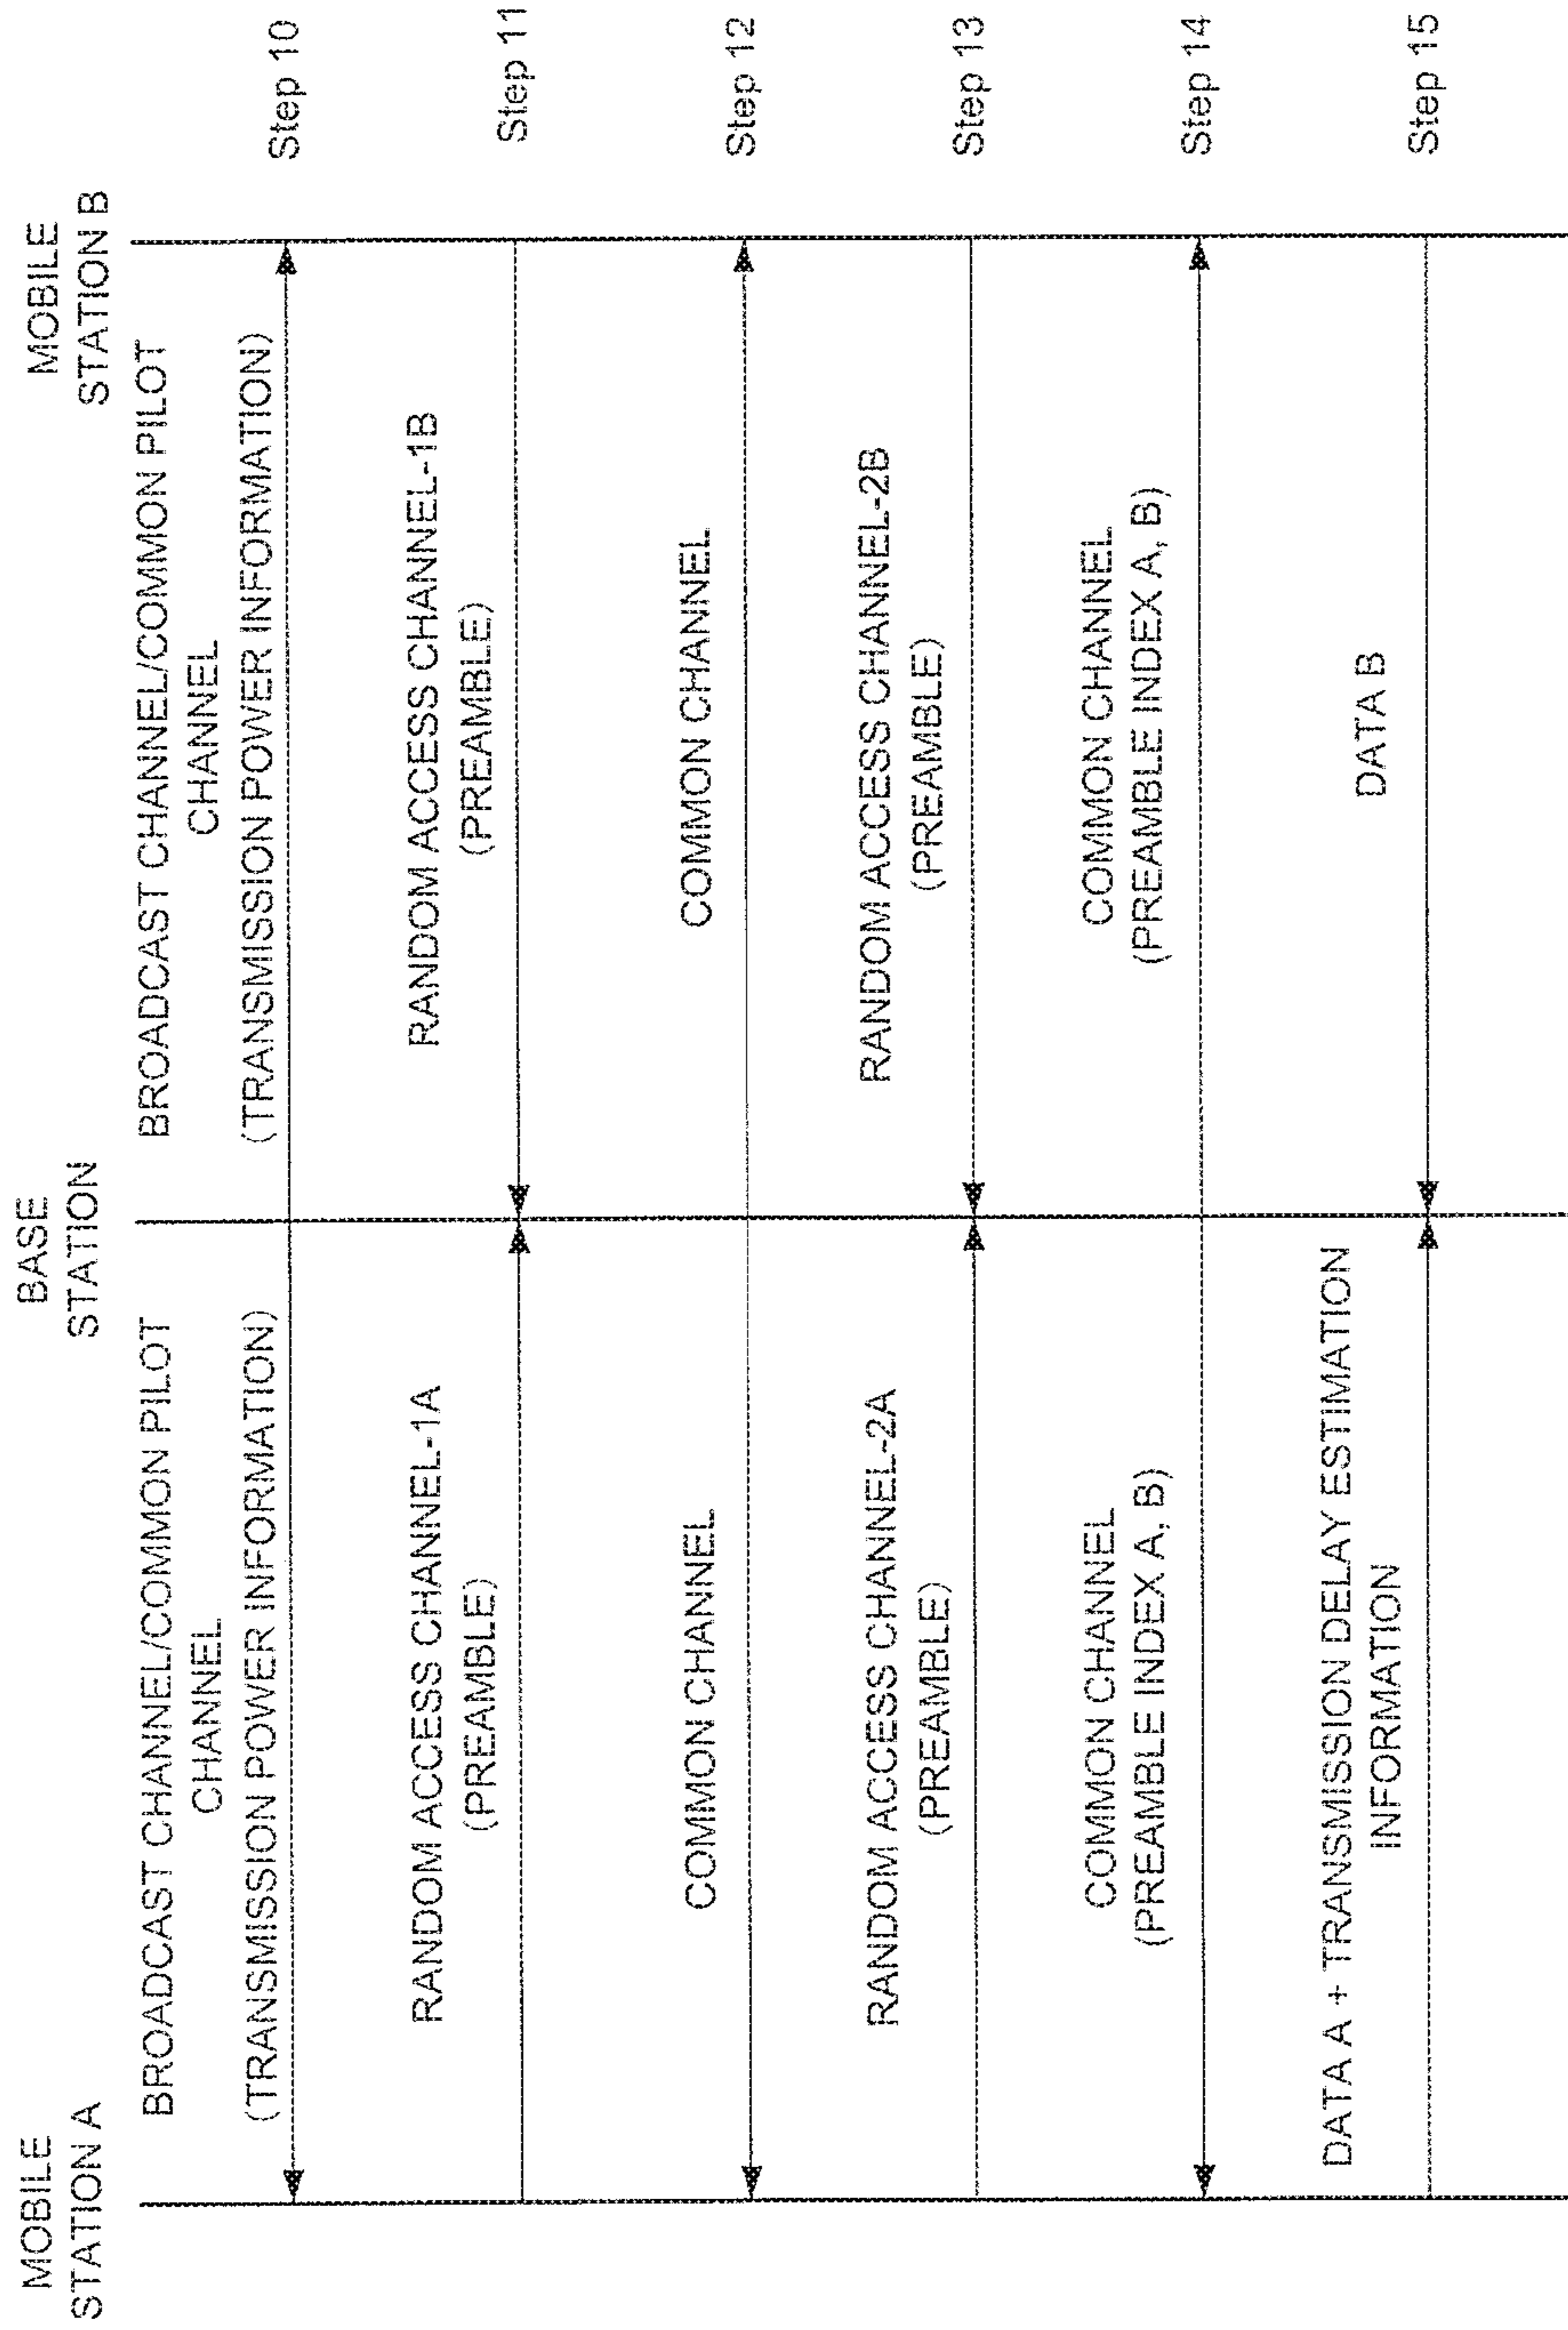 MOBILE
STATION A
BASE
STATION
MOBILE
STATION B
BROADCAST CHANNEL/COMMON PILOT
CHANNEL
(TRANSMISSION POWER INFORMATION)
BROADCAST CHANNEL/COMMON PILOT
CHANNEL
(TRANSMISSION POWER INFORMATION)
Step 10
RANDOM ACCESS CHANNEL-1A
(PREAMBLE)
RANDOM ACCESS CHANNEL-1B
(PREAMBLE)
Step 11
COMMON CHANNEL
COMMON CHANNEL
Step 12
RANDOM ACCESS CHANNEL-2A
(PREAMBLE)
RANDOM ACCESS CHANNEL-2B
(PREAMBLE)
Step 13
COMMON CHANNEL
(PREAMBLE INDEX A, B)
COMMON CHANNEL
(PREAMBLE INDEX A, B)
Step 14
DATA A + TRANSMISSION DELAY ESTIMATION
INFORMATION
DATA B
Step 15